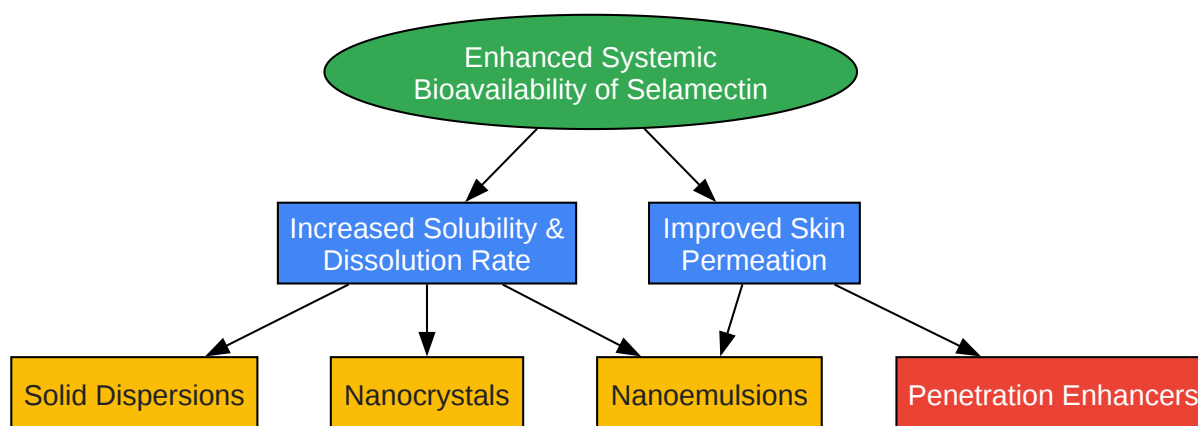 Enhanced Systemic
Bioavailability of Selamectin
Increased Solubility &
Dissolution Rate
Improved Skin
Permeation
Solid Dispersions
Nanocrystals
Nanoemulsions
Penetration Enhancers